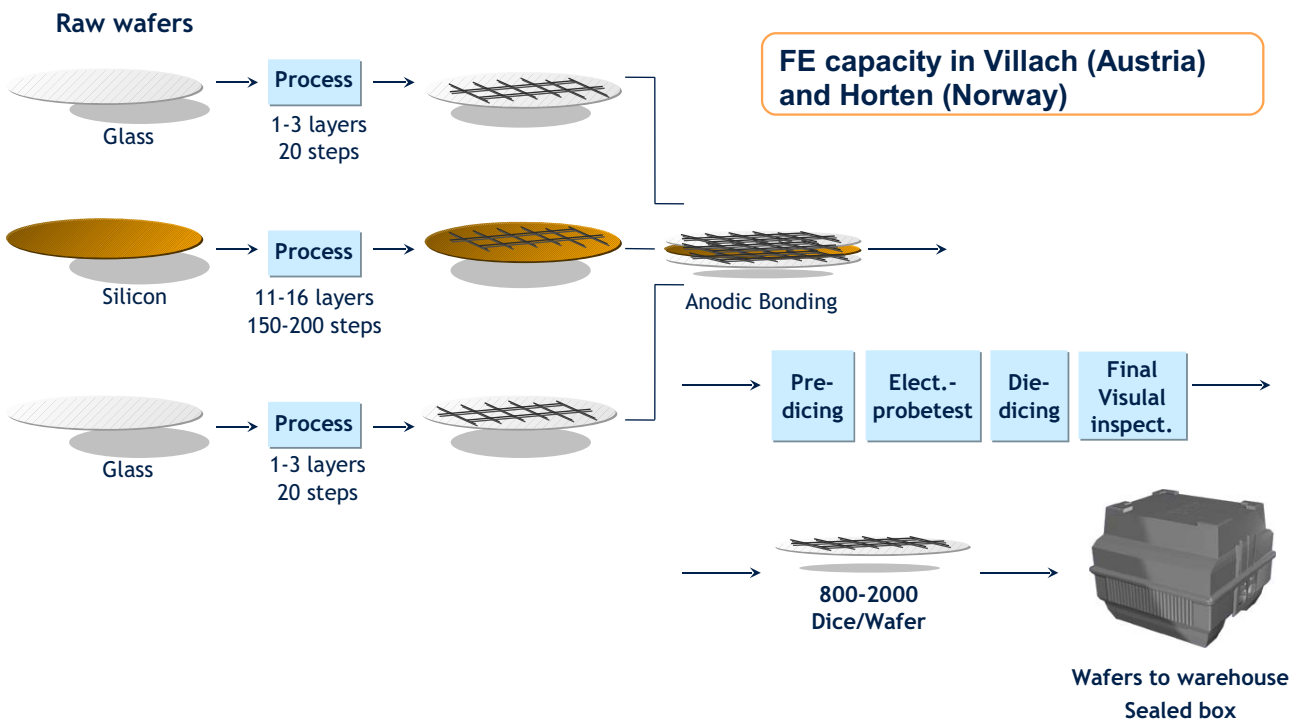 Raw wafers
FE capacity in Villach (Austria)
and Horten (Norway)
Process
Glass
1-3 layers
20 steps
Process
Silicon
11-16 layers
150-200 steps
Anodic Bonding
Process
Glass
1-3 layers
20 steps
Pre-
dicing
Elect.-
probetest
Die-
dicing
Final
Visulal
inspect.
800-2000
Dice/Wafer
Wafers to warehouse
Sealed box